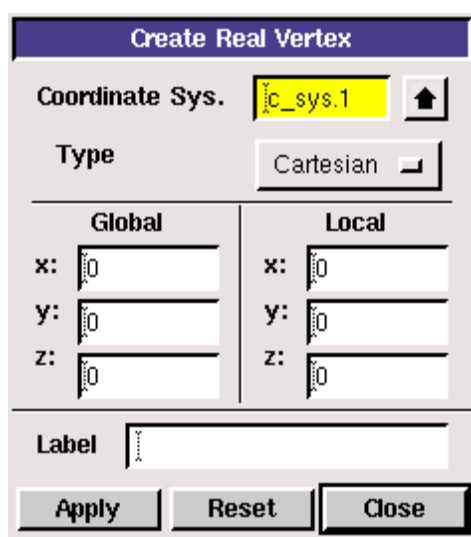 Create Real Vertex
Coordinate Sys. c_sys.1
Type Cartesian
Global Local
x: 0 x: 0
y: 0 y: 0
z: 0 z: 0
Label
Apply Reset Close